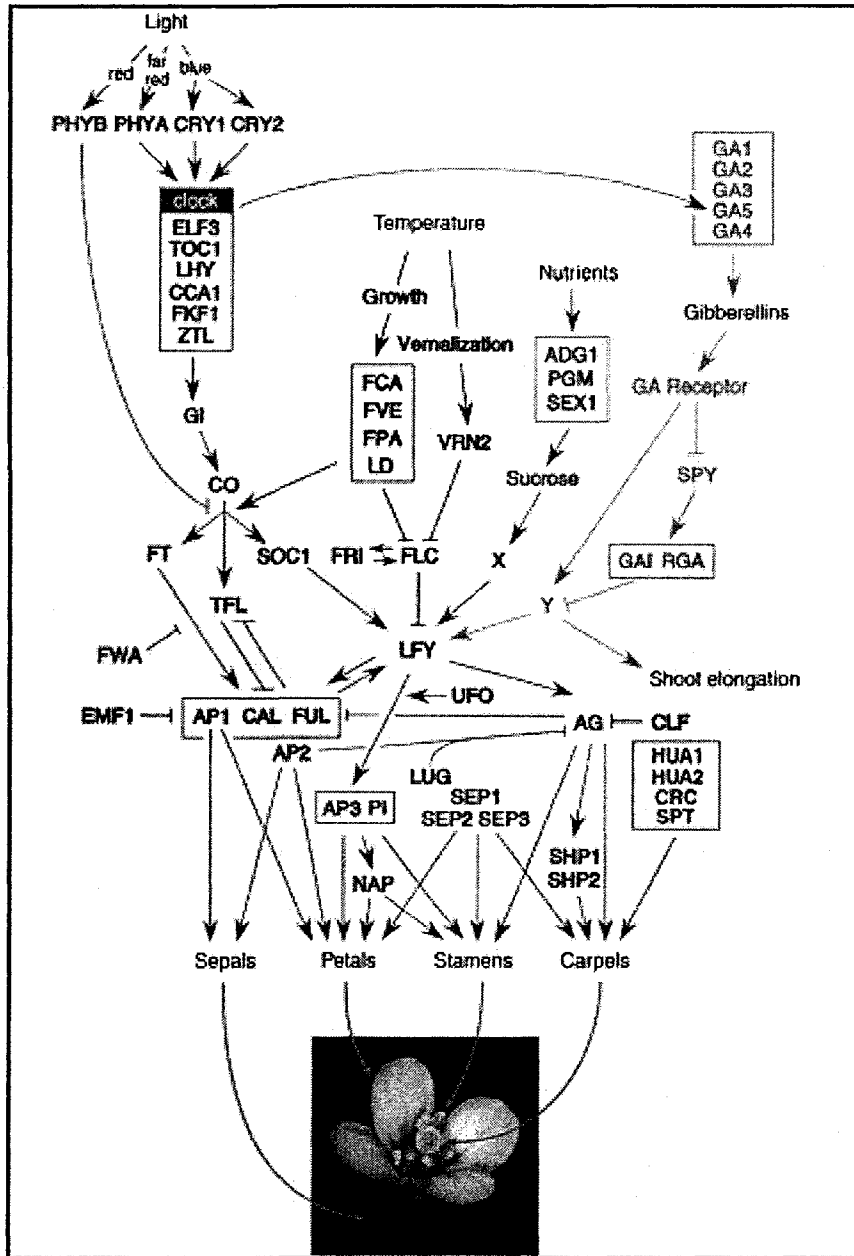 Light
red far red blue
PHYB PHYA CRY1 CRY2
clock
ELF3
TOC1
LHY
CCA1
FKF1
ZTL
GI
CO
FT
SOC1
TFL
FWA
Temperature
Growth
Vernalization
FCA
FVE
FPA
LD
VRN2
FRI
FLC
Nutrients
ADG1
PGM
SEX1
Sucrose
X
GA1
GA2
GA3
GA5
GA4
Gibberellins
GA Receptor
SPY
GAI RGA
Y
Shoot elongation
LFY
UFO
EMF1
AP1 CAL FUL
AP2
AG
CLF
LUG
HUA1
HUA2
CRC
SPT
AP3 PI
SEP1
SEP2 SEP3
NAP
SHP1
SHP2
Sepals
Petals
Stamens
Carpels